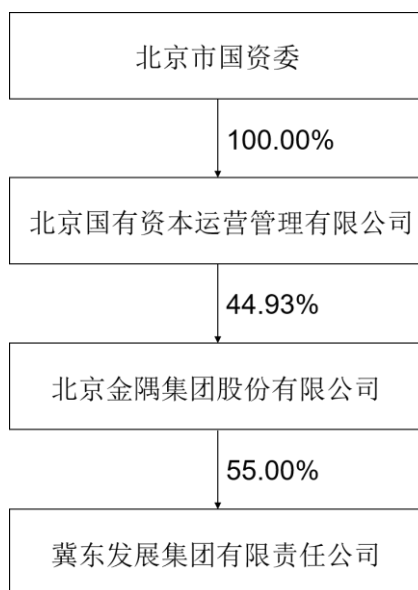 北京市国资委
100.00%
北京国有资本运营管理有限公司
44.93%
北京金隅集团股份有限公司
55.00%
冀东发展集团有限责任公司